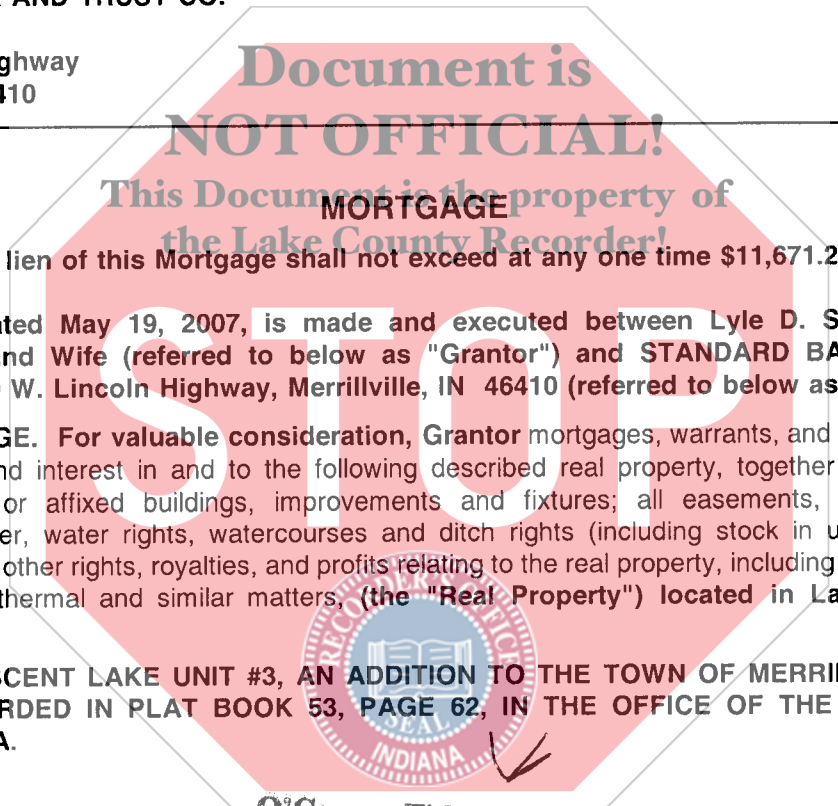 AND TRUST CO.
ghway
410
Document is
NOT OFFICIAL!
This Document is the property of
the Lake County Recorder!
MORTGAGE
lien of this Mortgage shall not exceed at any one time $11,671.2
ted May 19, 2007, is made and executed between Lyle D. S
nd Wife (referred to below as "Grantor") and STANDARD BA
W. Lincoln Highway, Merrillville, IN 46410 (referred to below as
GE. For valuable consideration, Grantor mortgages, warrants, and
nd interest in and to the following described real property, together
or affixed buildings, improvements and fixtures; all easements,
er, water rights, watercourses and ditch rights (including stock in u
other rights, royalties, and profits relating to the real property, including
thermal and similar matters, (the "Real Property") located in La
STOP
SCENT LAKE UNIT #3, AN ADDITION TO THE TOWN OF MERRI
RDED IN PLAT BOOK 53, PAGE 62, IN THE OFFICE OF THE
A.
RECORDER'S OFFICE
SEAL
INDIANA